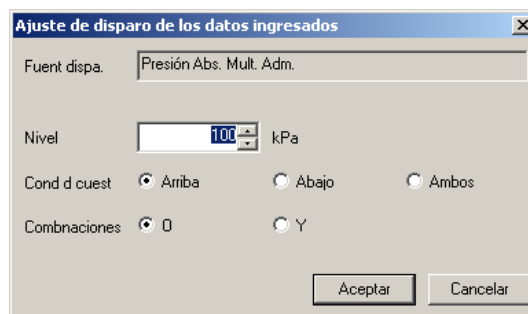 Ajuste de disparo de los datos ingresados
Fuent dispa. Presión Abs. Mult. Adm.
Nivel 100 kPa
Cond d cuest Arriba Abajo Ambos
Combnaciones O Y
Aceptar Cancelar